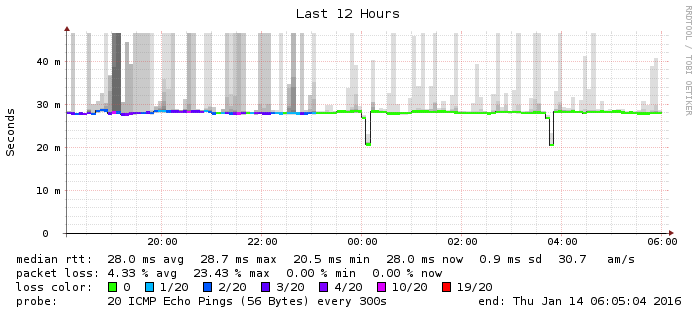 Last 12 Hours
RRDTOOL / TOBI OETIKER
Seconds
40 m
30 m
20 m
10 m
0
20:00 22:00 00:00 02:00 04:00 06:00
median rtt: 28.0 ms avg 28.7 ms max 20.5 ms min 28.0 ms now 0.9 ms sd 30.7 am/s
packet loss: 4.33 % avg 23.43 % max 0.00 % min 0.00 % now
loss color: 0 1/20 2/20 3/20 4/20 10/20 19/20
probe: 20 ICMP Echo Pings (56 Bytes) every 300s end: Thu Jan 14 06:05:04 2016